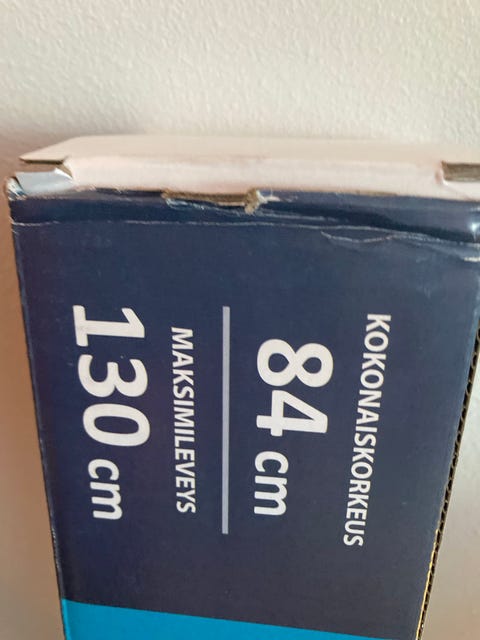 KOKONAISKORKEUS
84 cm
MAKSIMILEVEYS
130 cm